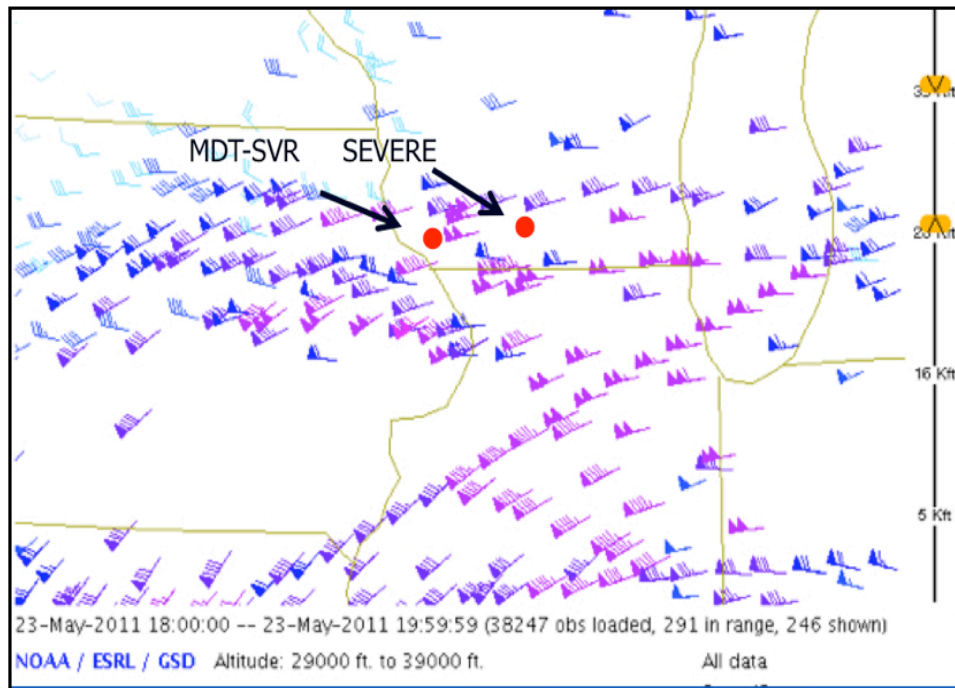 MDT-SVR SEVERE
16 Kft
5 Kft
23-May-2011 18:00:00 -- 23-May-2011 19:59:59 (38247 obs loaded, 291 in range, 246 shown)
NOAA / ESRL / GSD Altitude: 29000 ft. to 39000 ft. All data